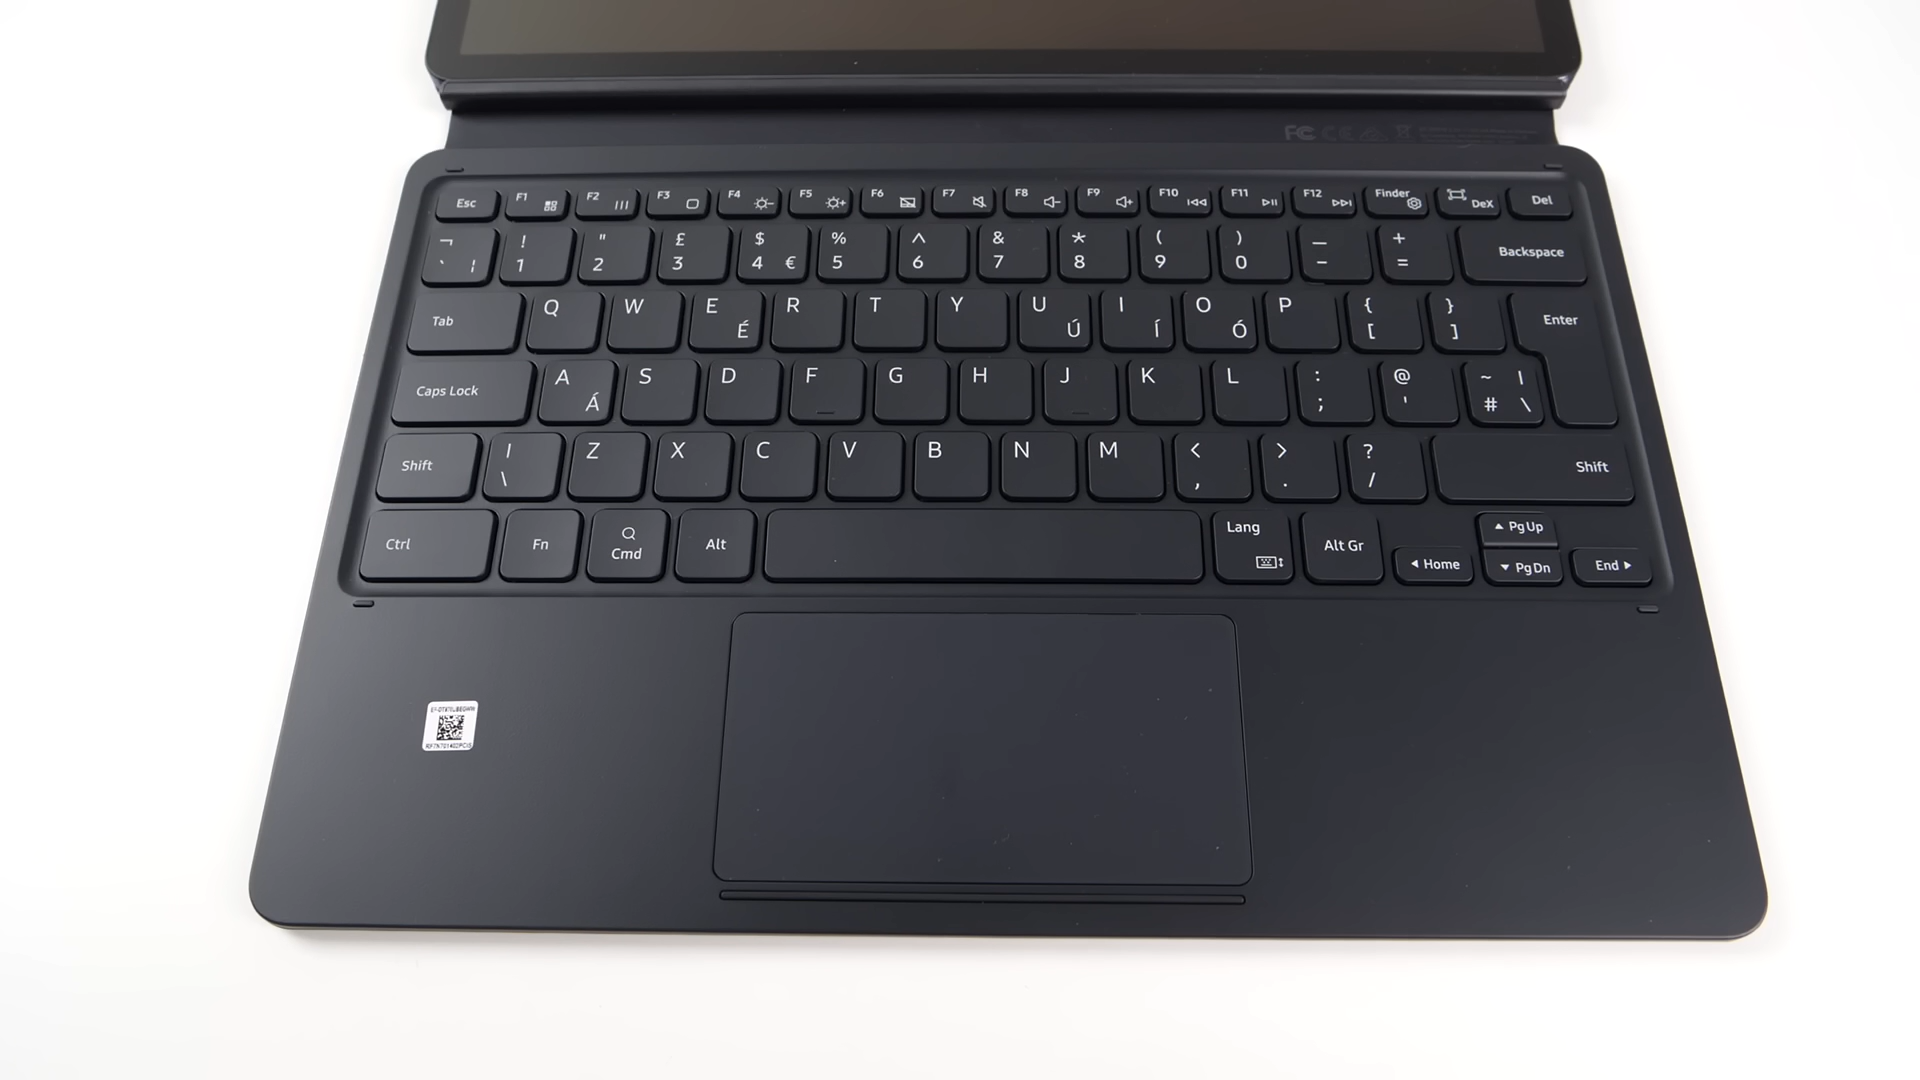 FC CE
Esc F1 F2 F3 F4 F5 F6 F7 F8 F9 F10 F11 F12 Finder DeX Del
¬ ` ¦ ! 1 " 2 £ 3 $ 4 € % 5 ^ 6 & 7 * 8 ( 9 ) 0 _ - + = Backspace
Tab Q W E É R T Y U Ú I Í O Ó P { [ } ] Enter
Caps Lock A Á S D F G H J K L : ; @ ' ~ # | \
Shift | \ Z X C V B N M < , > . ? / Shift
Ctrl Fn Cmd Alt Lang Alt Gr Home PgUp PgDn End